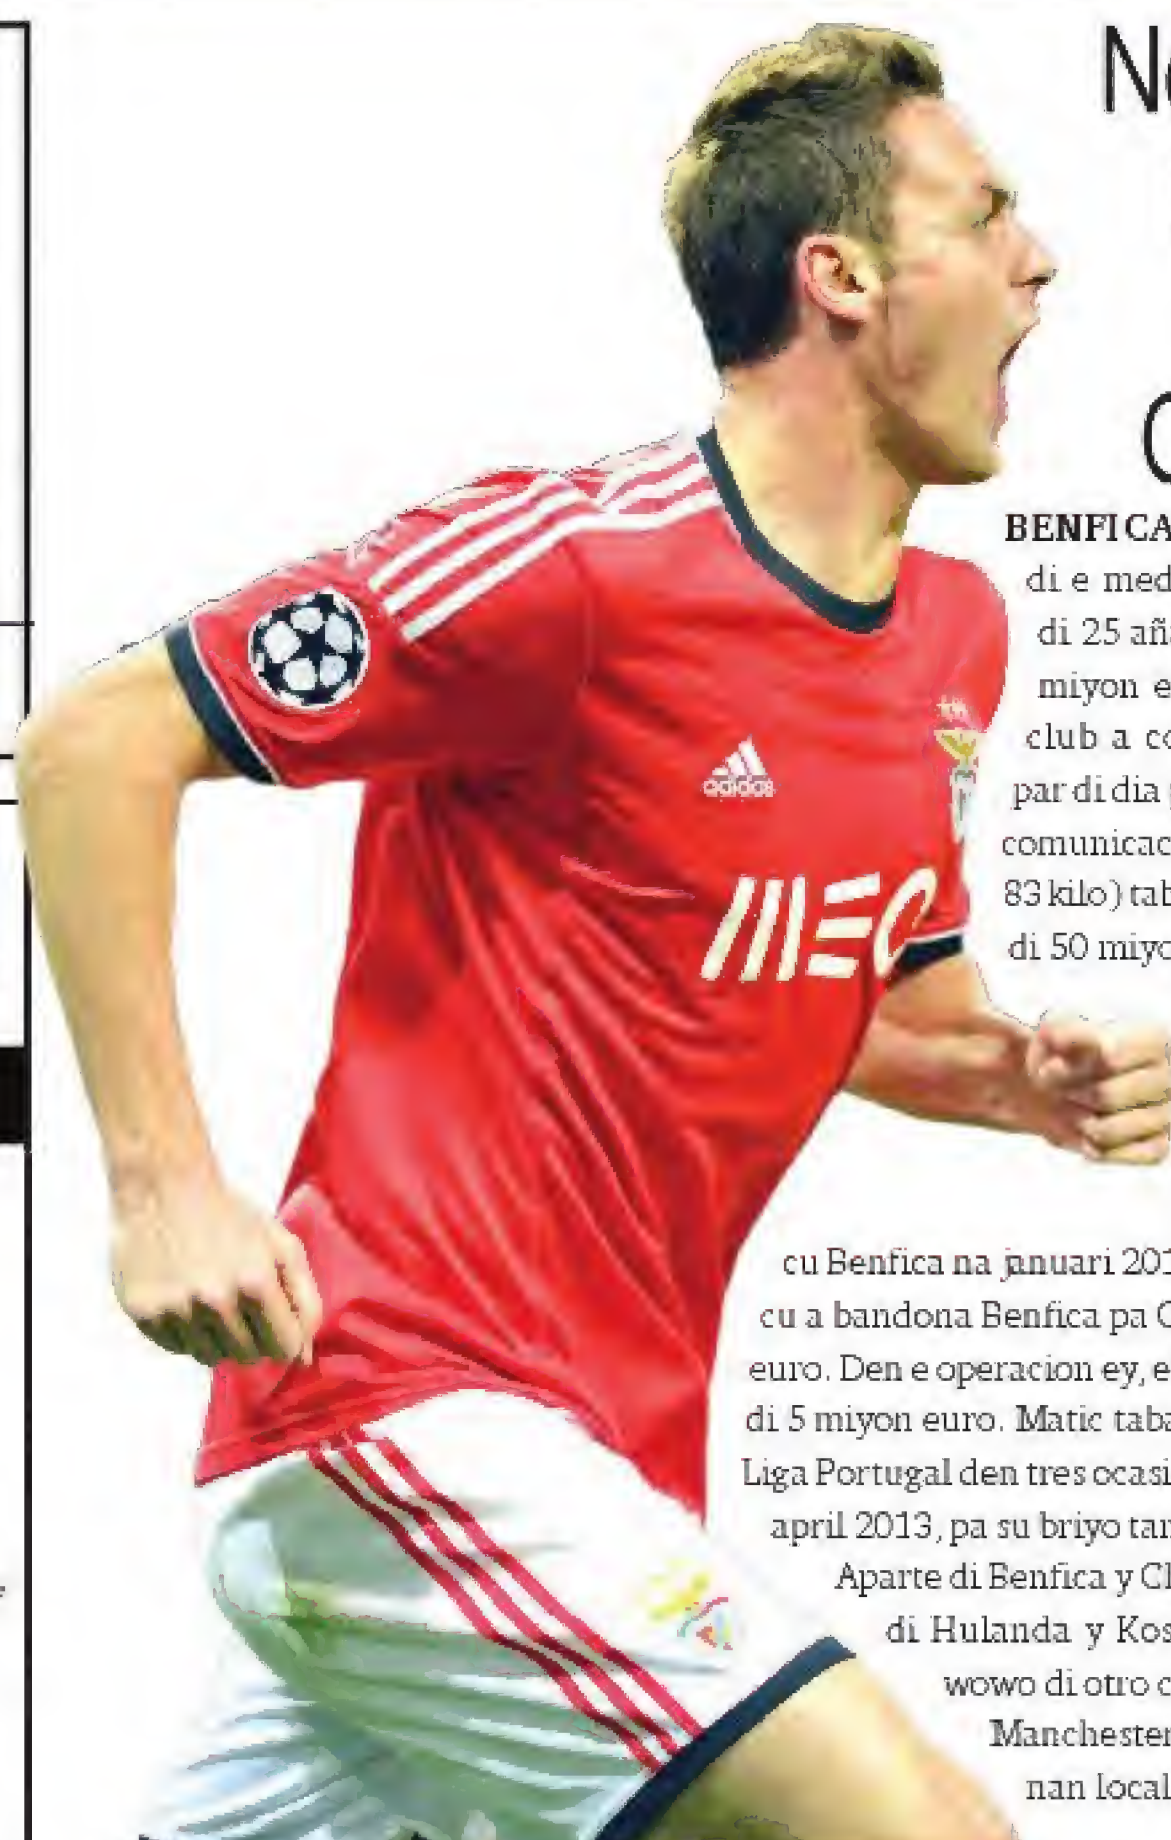 BENFICA
di e med
di 25 añ
miyon e
club a co
par di dia
comunicac
83 kilo) tab
di 50 miyo
adidas
MEO
cu Benfica na januari 201
cu a bandona Benfica pa C
euro. Den e operacion ey, e
di 5 miyon euro. Matic taba
Liga Portugal den tres ocasi
april 2013, pa su briyo tan
Aparte di Benfica y Ch
di Hulanda y Kos
wowo di otro c
Manchester
nan local